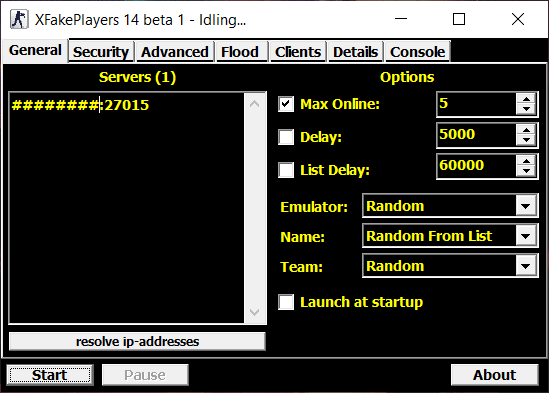 XFakePlayers 14 beta 1 - Idling...
General Security Advanced Flood Clients Details Console
Servers (1)
########:27015
resolve ip-addresses
Options
Max Online: 5
Delay: 5000
List Delay: 60000
Emulator: Random
Name: Random From List
Team: Random
Launch at startup
Start Pause About